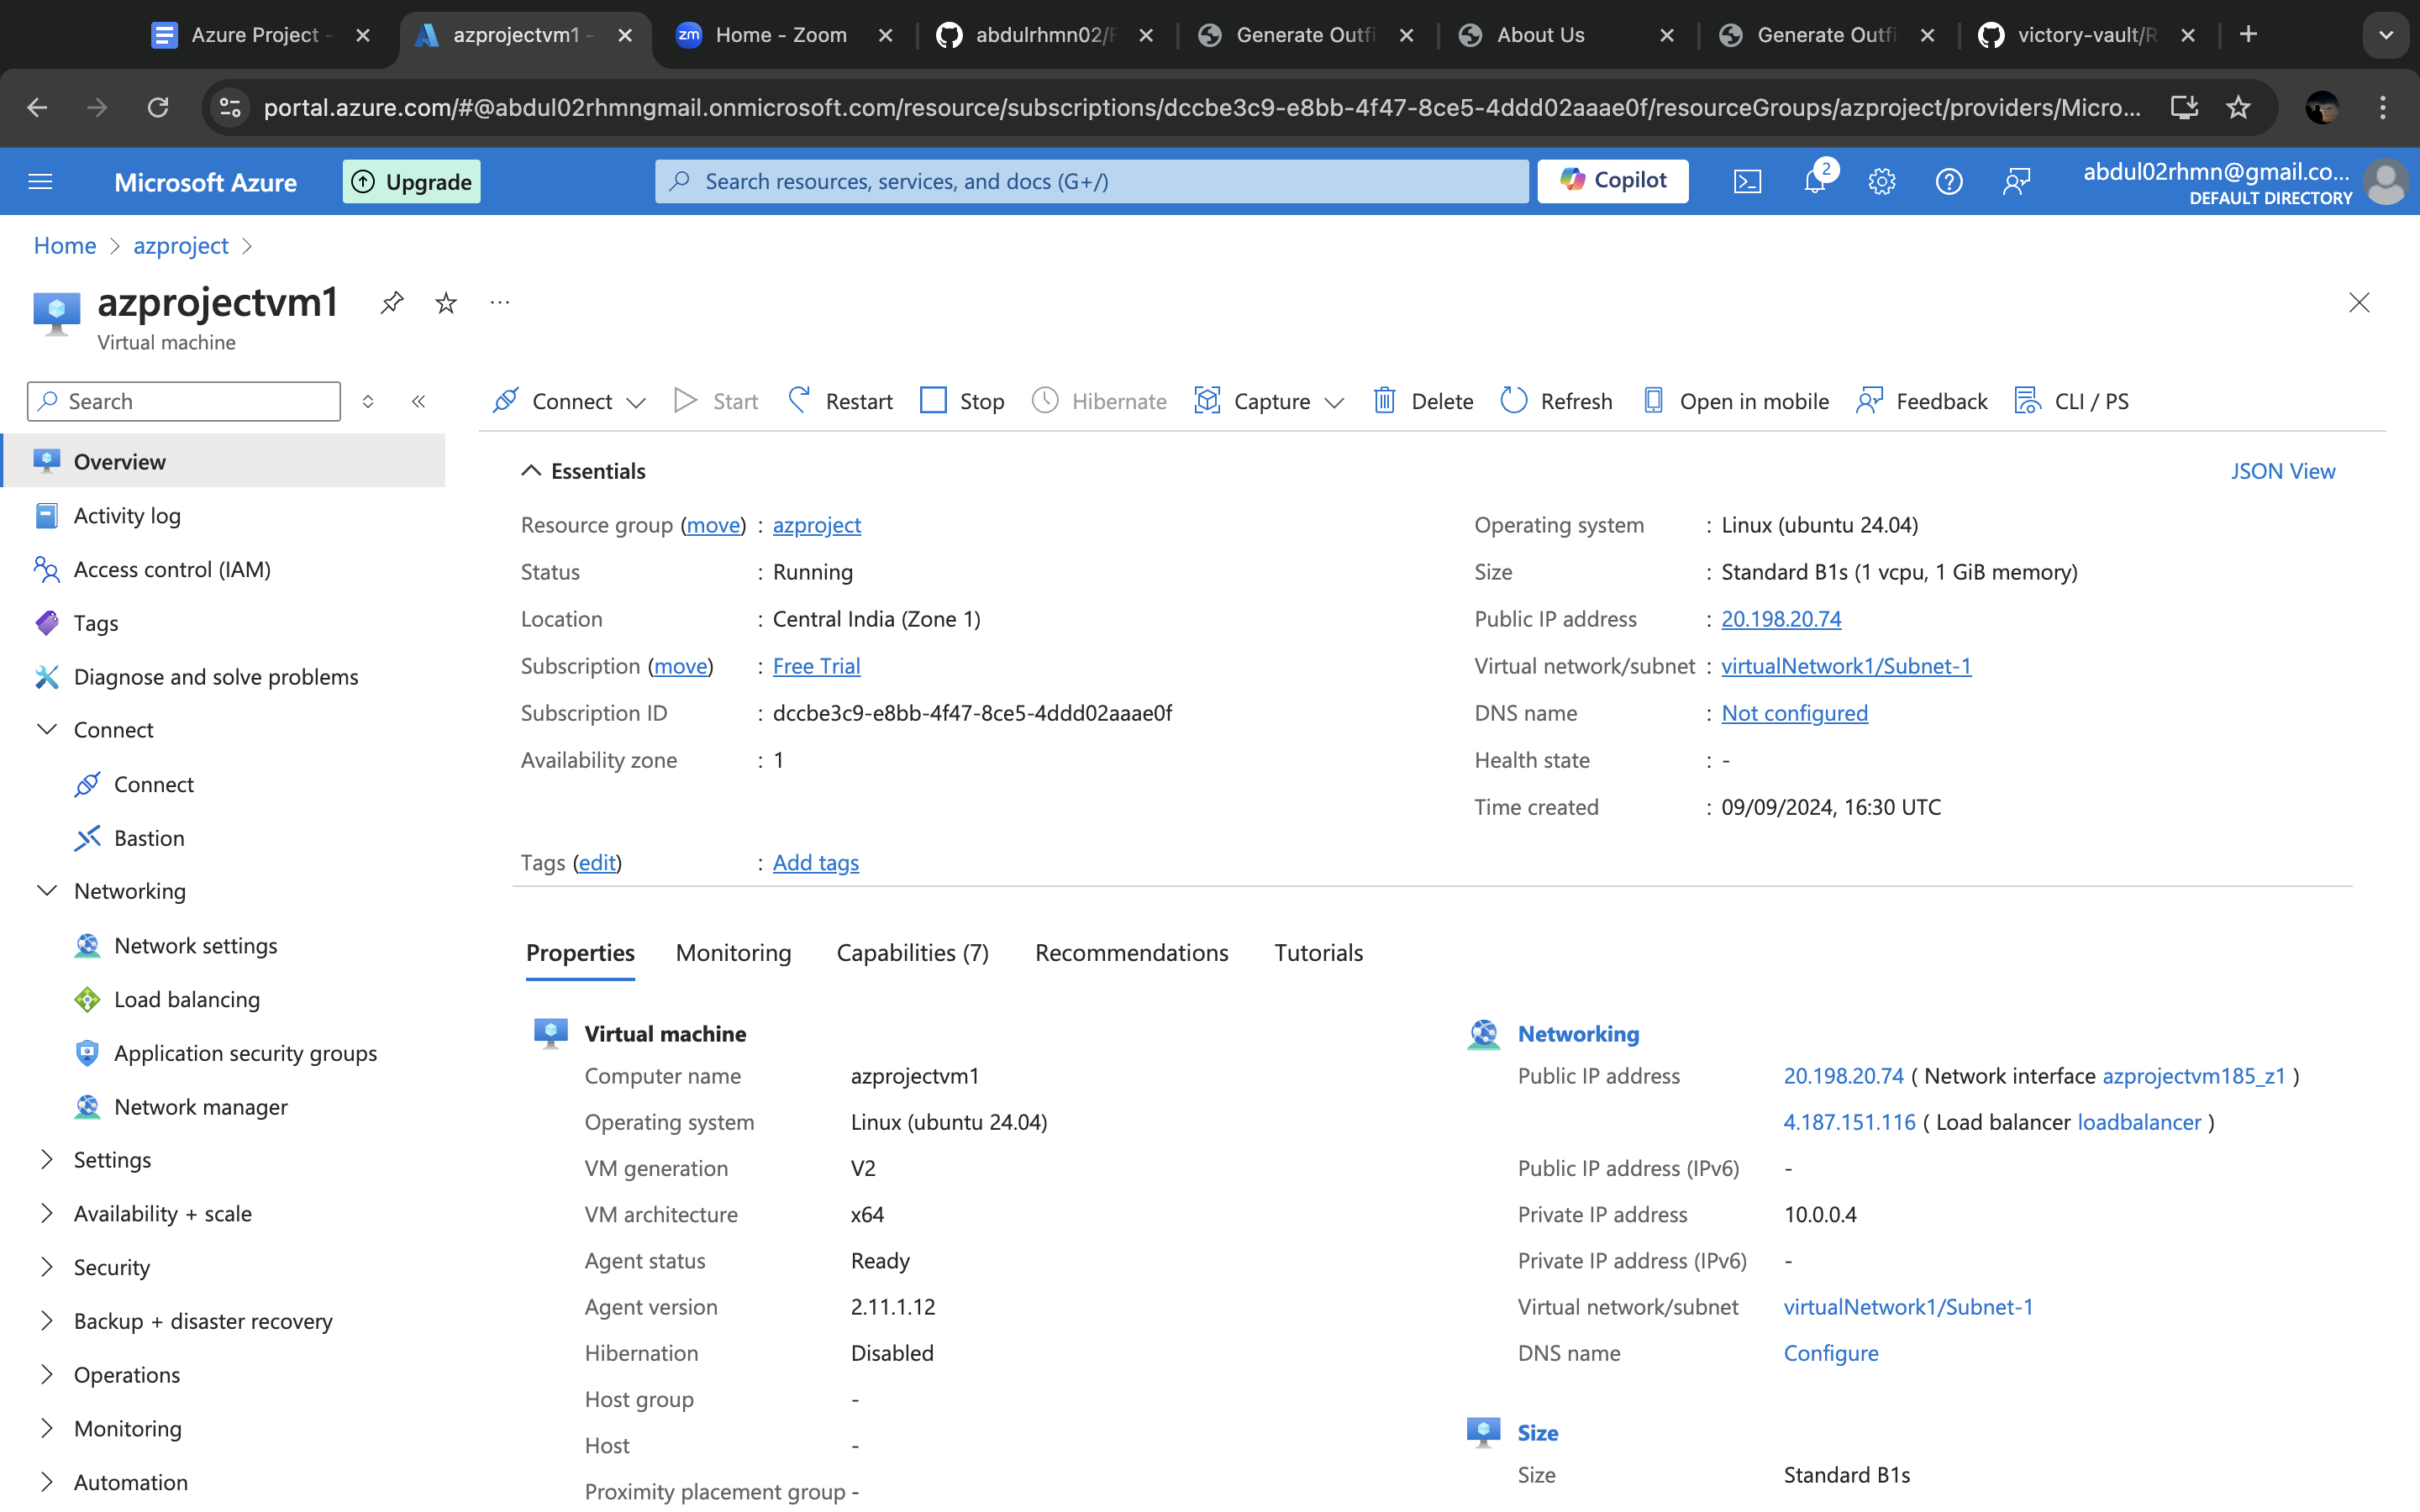 Azure Project -
azprojectvm1 -
zm Home - Zoom
abdulrhmn02/F
Generate Outfi
About Us
Generate Outfi
victory-vault/R
portal.azure.com/#@abdul02rhmngmail.onmicrosoft.com/resource/subscriptions/dccbe3c9-e8bb-4f47-8ce5-4ddd02aaae0f/resourceGroups/azproject/providers/Micro...
Microsoft Azure
Upgrade
Search resources, services, and docs (G+/)
Copilot
2
abdul02rhmn@gmail.co...
DEFAULT DIRECTORY
Home > azproject >
azprojectvm1
Virtual machine
Search
Connect
Start
Restart
Stop
Hibernate
Capture
Delete
Refresh
Open in mobile
Feedback
CLI / PS
Overview
Activity log
Access control (IAM)
Tags
Diagnose and solve problems
Connect
Connect
Bastion
Networking
Network settings
Load balancing
Application security groups
Network manager
Settings
Availability + scale
Security
Backup + disaster recovery
Operations
Monitoring
Automation
Essentials
JSON View
Resource group (move) : azproject
Status : Running
Location : Central India (Zone 1)
Subscription (move) : Free Trial
Subscription ID : dccbe3c9-e8bb-4f47-8ce5-4ddd02aaae0f
Availability zone : 1
Operating system : Linux (ubuntu 24.04)
Size : Standard B1s (1 vcpu, 1 GiB memory)
Public IP address : 20.198.20.74
Virtual network/subnet : virtualNetwork1/Subnet-1
DNS name : Not configured
Health state : -
Time created : 09/09/2024, 16:30 UTC
Tags (edit) : Add tags
Properties
Monitoring
Capabilities (7)
Recommendations
Tutorials
Virtual machine
Computer name azprojectvm1
Operating system Linux (ubuntu 24.04)
VM generation V2
VM architecture x64
Agent status Ready
Agent version 2.11.1.12
Hibernation Disabled
Host group -
Host -
Proximity placement group -
Networking
Public IP address 20.198.20.74 ( Network interface azprojectvm185_z1 )
4.187.151.116 ( Load balancer loadbalancer )
Public IP address (IPv6) -
Private IP address 10.0.0.4
Private IP address (IPv6) -
Virtual network/subnet virtualNetwork1/Subnet-1
DNS name Configure
Size
Size Standard B1s